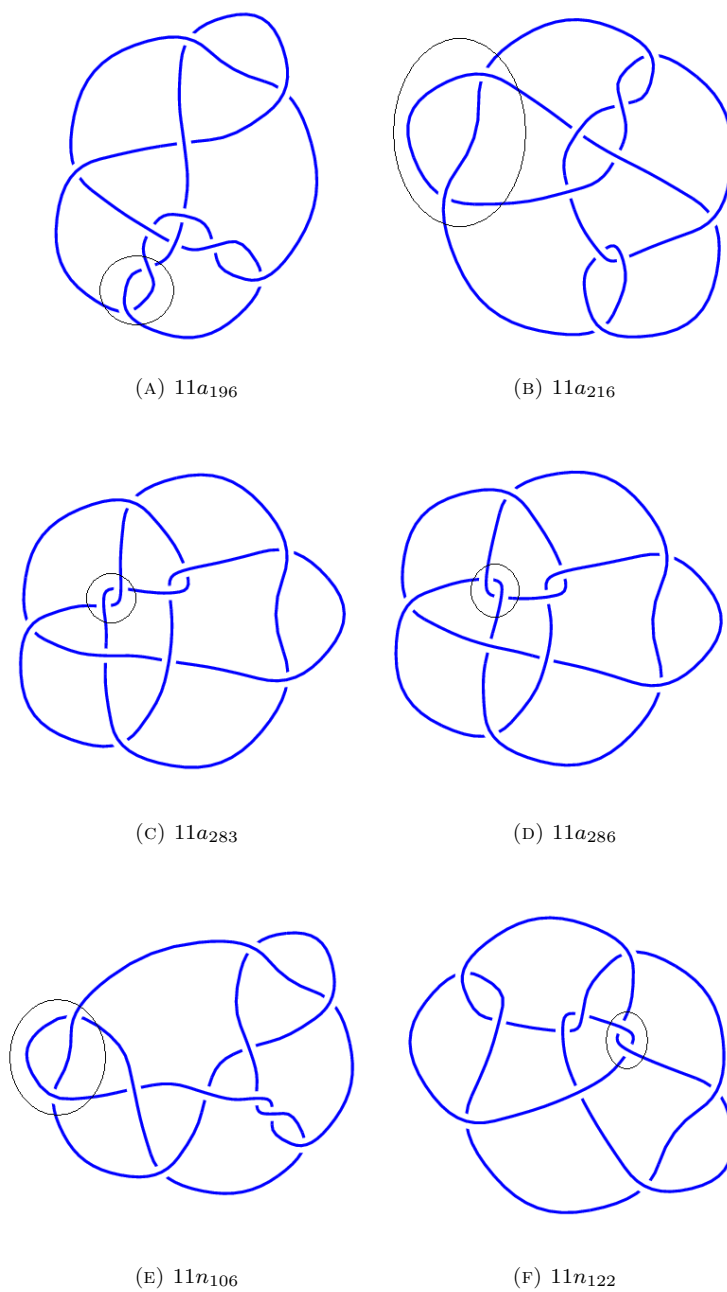 (A) 11a₁₉₆
(B) 11a₂₁₆
(C) 11a₂₈₃
(D) 11a₂₈₆
(E) 11n₁₀₆
(F) 11n₁₂₂